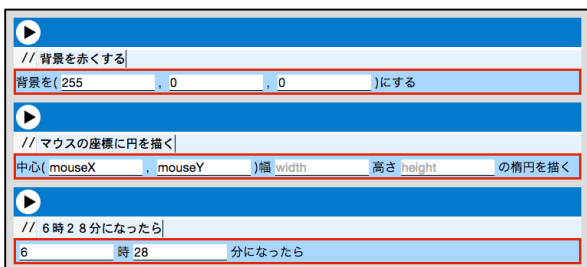 // 背景を赤くする
背景を( 255 , 0 , 0 )にする
// マウスの座標に円を描く
中心( mouseX , mouseY )幅 width 高さ height の楕円を描く
// 6時28分になったら
6 時 28 分になったら